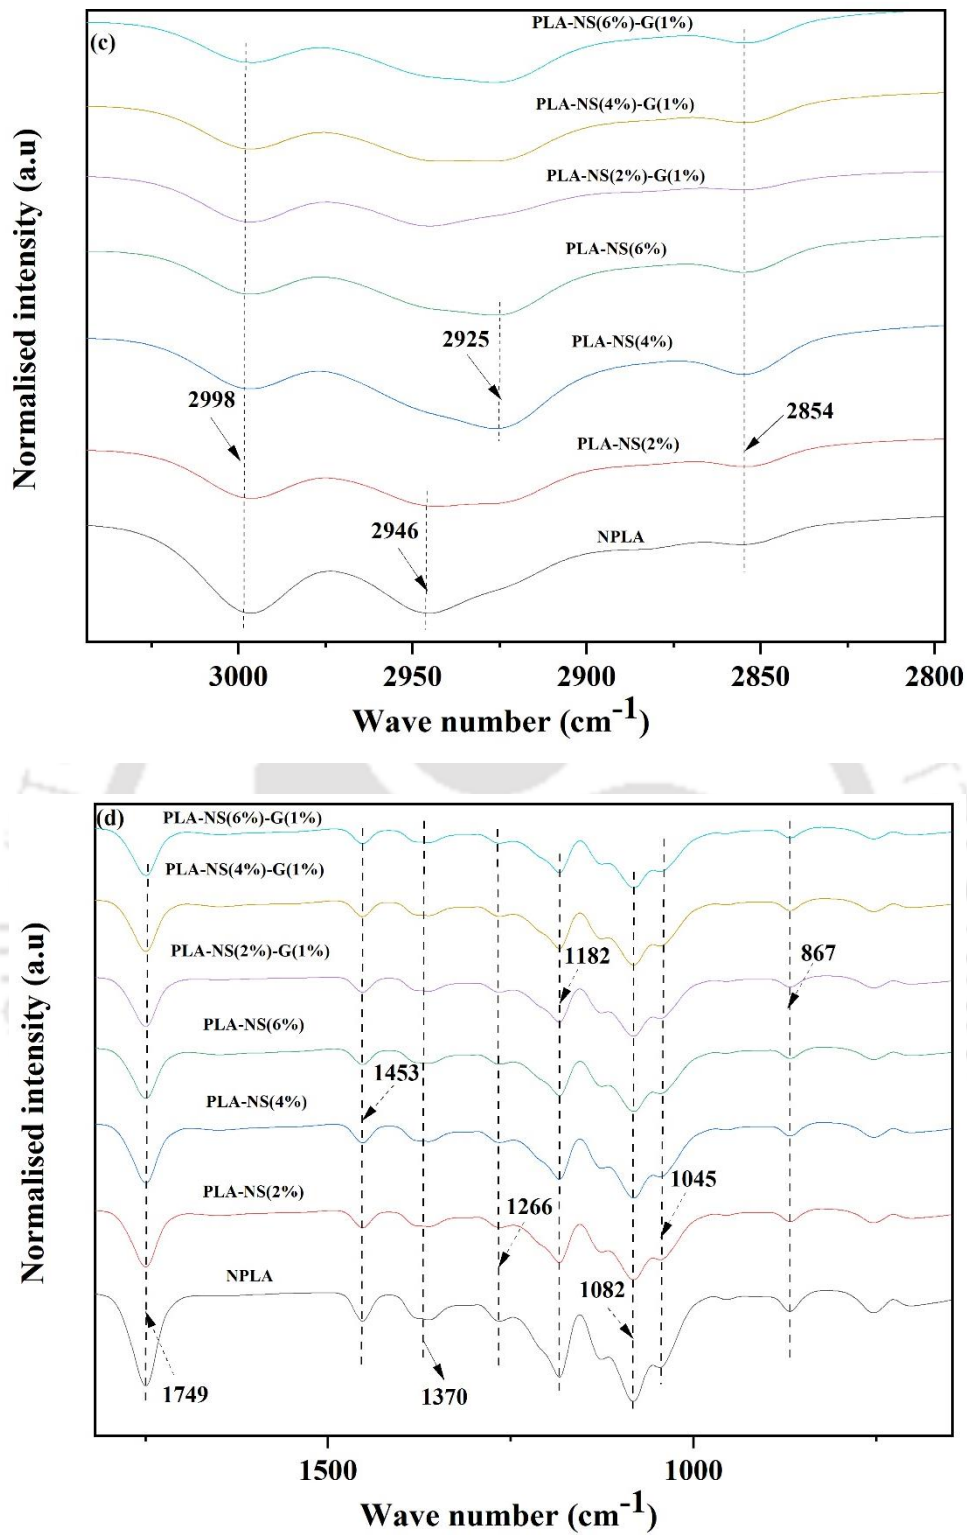 (c)
PLA-NS(6%)-G(1%)
PLA-NS(4%)-G(1%)
PLA-NS(2%)-G(1%)
PLA-NS(6%)
2925
PLA-NS(4%)
2998
2854
PLA-NS(2%)
2946
NPLA
Normalised intensity (a.u)
3000 2950 2900 2850 2800
Wave number (cm-1)
(d)
PLA-NS(6%)-G(1%)
PLA-NS(4%)-G(1%)
PLA-NS(2%)-G(1%)
1182
867
PLA-NS(6%)
1453
PLA-NS(4%)
1045
PLA-NS(2%)
1266
NPLA
1082
1749
1370
Normalised intensity (a.u)
1500 1000
Wave number (cm-1)